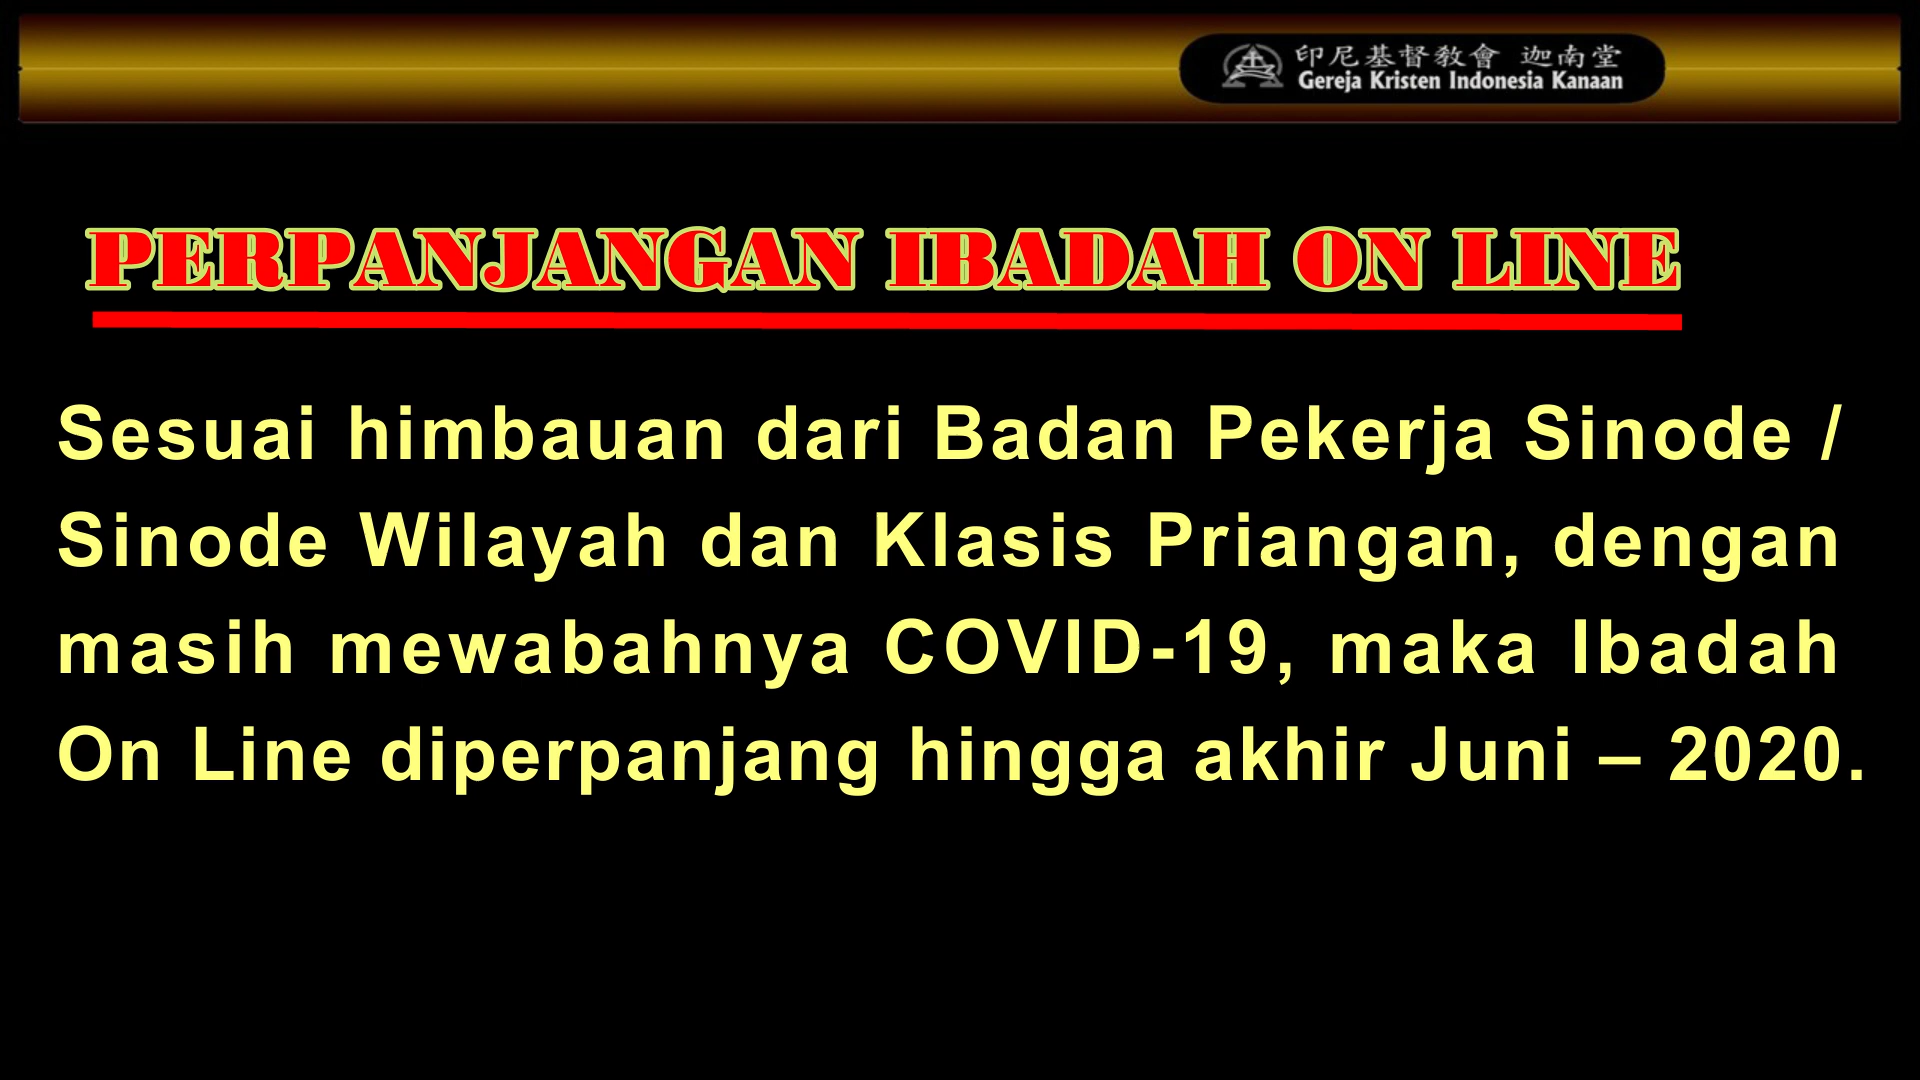 印尼基督教會 迦南堂
Gereja Kristen Indonesia Kanaan
PERPANJANGAN IBADAH ON LINE
Sesuai himbauan dari Badan Pekerja Sinode /
Sinode Wilayah dan Klasis Priangan, dengan
masih mewabahnya COVID-19, maka Ibadah
On Line diperpanjang hingga akhir Juni – 2020.